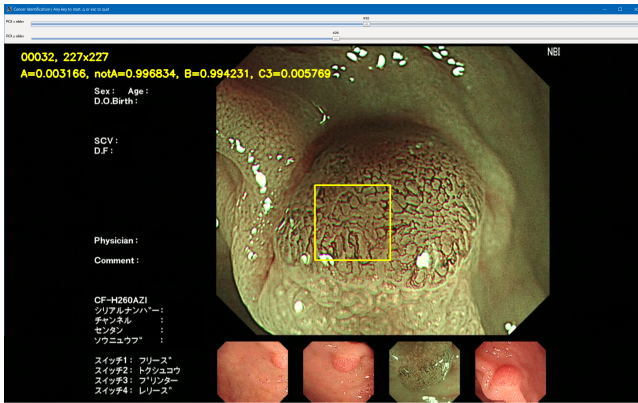 Cancer Identification | Any key to start. q or esc to quit
ROI x slider
ROI y slider
00032, 227x227
A=0.003166, notA=0.996834, B=0.994231, C3=0.005769
NBI
Sex : Age :
D.O.Birth :
SCV :
D.F :
Physician :
Comment :
CF-H260AZI
シリアルナンバー :
チャンネル :
センタン :
ソウニュウブ :
スイッチ1 : フリーズ
スイッチ2 : トクシュコウ
スイッチ3 : プリンター
スイッチ4 : レリーズ